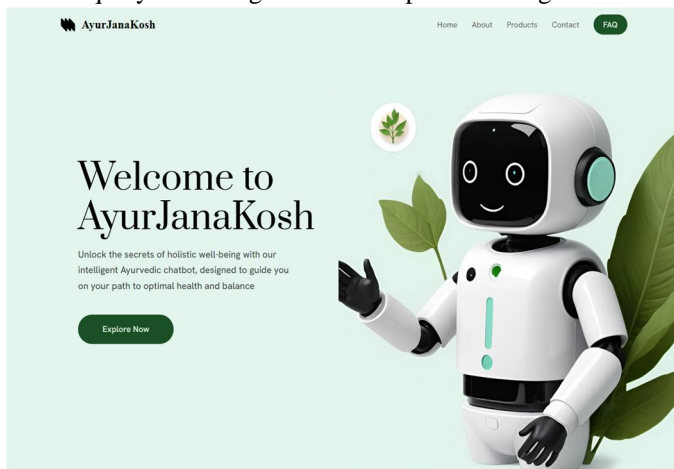 AyurJanaKosh
Home About Products Contact FAQ
Welcome to
AyurJanaKosh
Unlock the secrets of holistic well-being with our
intelligent Ayurvedic chatbot, designed to guide you
on your path to optimal health and balance
Explore Now